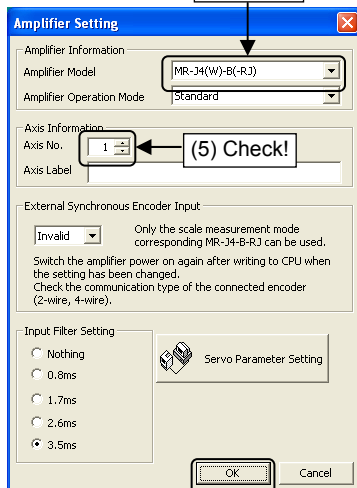 Amplifier Setting
Amplifier Information
Amplifier Model
MR-J4(W)-B(-RJ)
Amplifier Operation Mode
Standard
Axis Information
Axis No.
1
(5) Check!
Axis Label
External Synchronous Encoder Input
Invalid
Only the scale measurement mode
corresponding MR-J4-B-RJ can be used.
Switch the amplifier power on again after writing to CPU when
the setting has been changed.
Check the communication type of the connected encoder
(2-wire, 4-wire).
Input Filter Setting
Nothing
0.8ms
1.7ms
2.6ms
3.5ms
Servo Parameter Setting
OK
Cancel